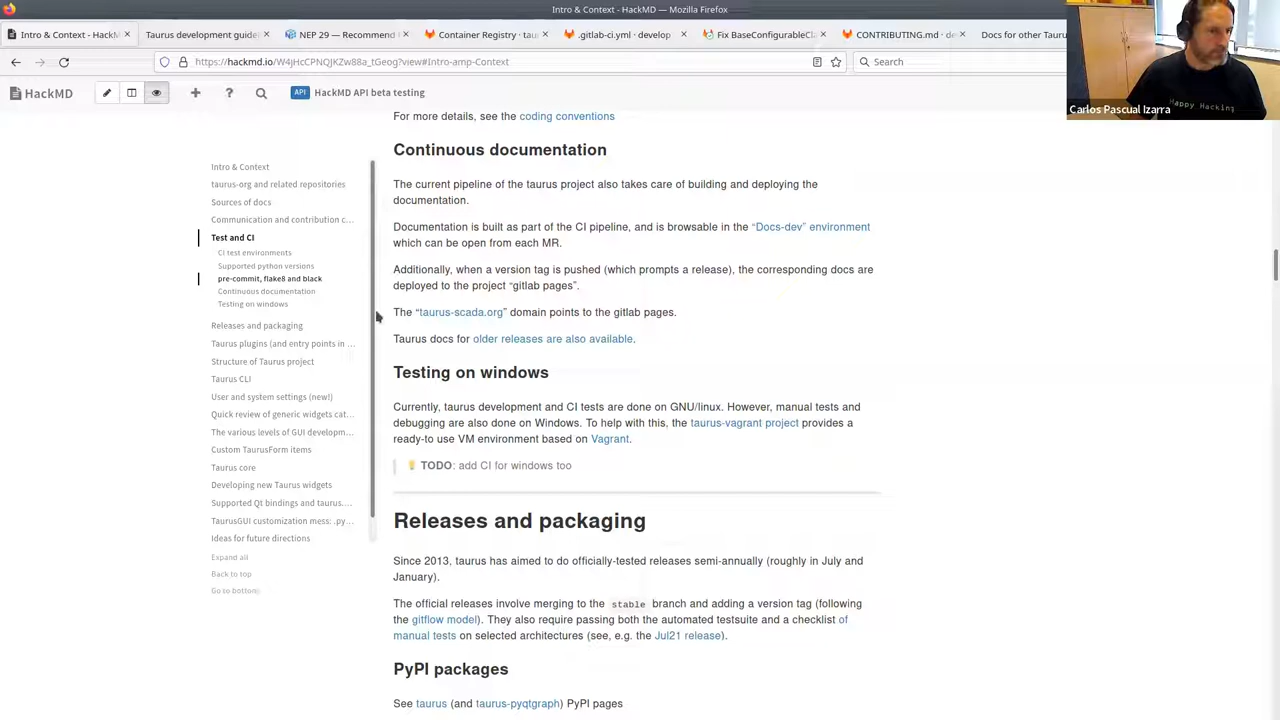 Intro & Context - HackMD — Mozilla Firefox
Intro & Context - HackM
Taurus development guide
NEP 29 — Recommend
Container Registry · tau
.gitlab-ci.yml · develop
Fix BaseConfigurableCl
CONTRIBUTING.md · de
Docs for other Taurus
https://hackmd.io/W4jHcCPNQJKZw88a_tGeog?view#Intro-amp-Context
Search
HackMD
API HackMD API beta testing
Carlos Pascual Izarra
Happy Hacking
For more details, see the coding conventions
Continuous documentation
The current pipeline of the taurus project also takes care of building and deploying the
documentation.
Documentation is built as part of the CI pipeline, and is browsable in the “Docs-dev” environment
which can be open from each MR.
Additionally, when a version tag is pushed (which prompts a release), the corresponding docs are
deployed to the project “gitlab pages”.
The “taurus-scada.org” domain points to the gitlab pages.
Taurus docs for older releases are also available.
Testing on windows
Currently, taurus development and CI tests are done on GNU/linux. However, manual tests and
debugging are also done on Windows. To help with this, the taurus-vagrant project provides a
ready-to use VM environment based on Vagrant.
TODO: add CI for windows too
Releases and packaging
Since 2013, taurus has aimed to do officially-tested releases semi-annually (roughly in July and
January).
The official releases involve merging to the stable branch and adding a version tag (following
the gitflow model). They also require passing both the automated testsuite and a checklist of
manual tests on selected architectures (see, e.g. the Jul21 release).
PyPI packages
See taurus (and taurus-pyqtgraph) PyPI pages
Intro & Context
taurus-org and related repositories
Sources of docs
Communication and contribution c...
Test and CI
CI test environments
Supported python versions
pre-commit, flake8 and black
Continuous documentation
Testing on windows
Releases and packaging
Taurus plugins (and entry points in ...
Structure of Taurus project
Taurus CLI
User and system settings (new!)
Quick review of generic widgets cat...
The various levels of GUI developm...
Custom TaurusForm items
Taurus core
Developing new Taurus widgets
Supported Qt bindings and taurus....
TaurusGUI customization mess: .py...
Ideas for future directions
Expand all
Back to top
Go to bottom